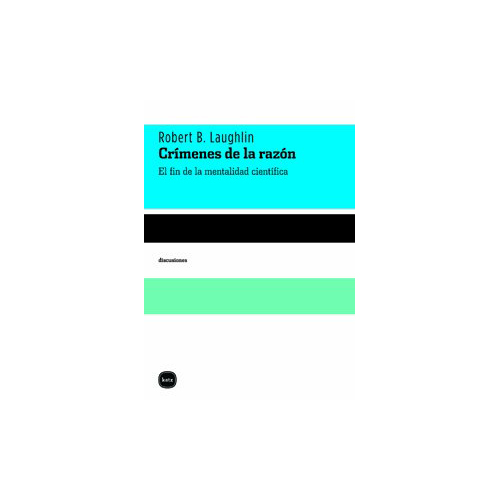 Robert B. Laughlin
Crímenes de la razón
El fin de la mentalidad científica
discusiones
katz